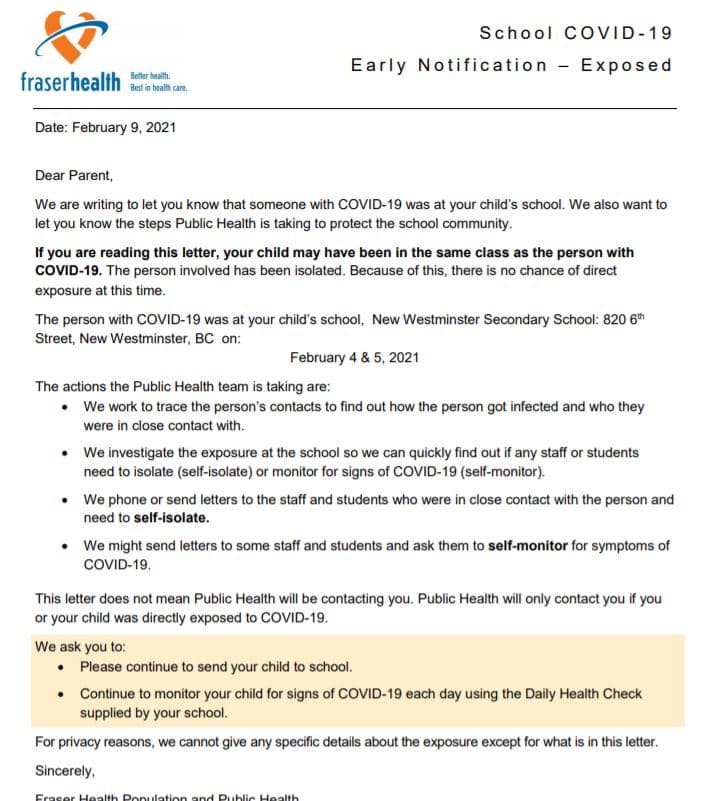 School COVID-19
Early Notification – Exposed
fraserhealth
Better health.
Best in health care.
Date: February 9, 2021
Dear Parent,
We are writing to let you know that someone with COVID-19 was at your child's school. We also want to
let you know the steps Public Health is taking to protect the school community.
If you are reading this letter, your child may have been in the same class as the person with
COVID-19. The person involved has been isolated. Because of this, there is no chance of direct
exposure at this time.
The person with COVID-19 was at your child's school, New Westminster Secondary School: 820 6th
Street, New Westminster, BC on:
February 4 & 5, 2021
The actions the Public Health team is taking are:
• We work to trace the person's contacts to find out how the person got infected and who they
were in close contact with.
• We investigate the exposure at the school so we can quickly find out if any staff or students
need to isolate (self-isolate) or monitor for signs of COVID-19 (self-monitor).
• We phone or send letters to the staff and students who were in close contact with the person and
need to self-isolate.
• We might send letters to some staff and students and ask them to self-monitor for symptoms of
COVID-19.
This letter does not mean Public Health will be contacting you. Public Health will only contact you if you
or your child was directly exposed to COVID-19.
We ask you to:
• Please continue to send your child to school.
• Continue to monitor your child for signs of COVID-19 each day using the Daily Health Check
supplied by your school.
For privacy reasons, we cannot give any specific details about the exposure except for what is in this letter.
Sincerely,
Fraser Health Population and Public Health